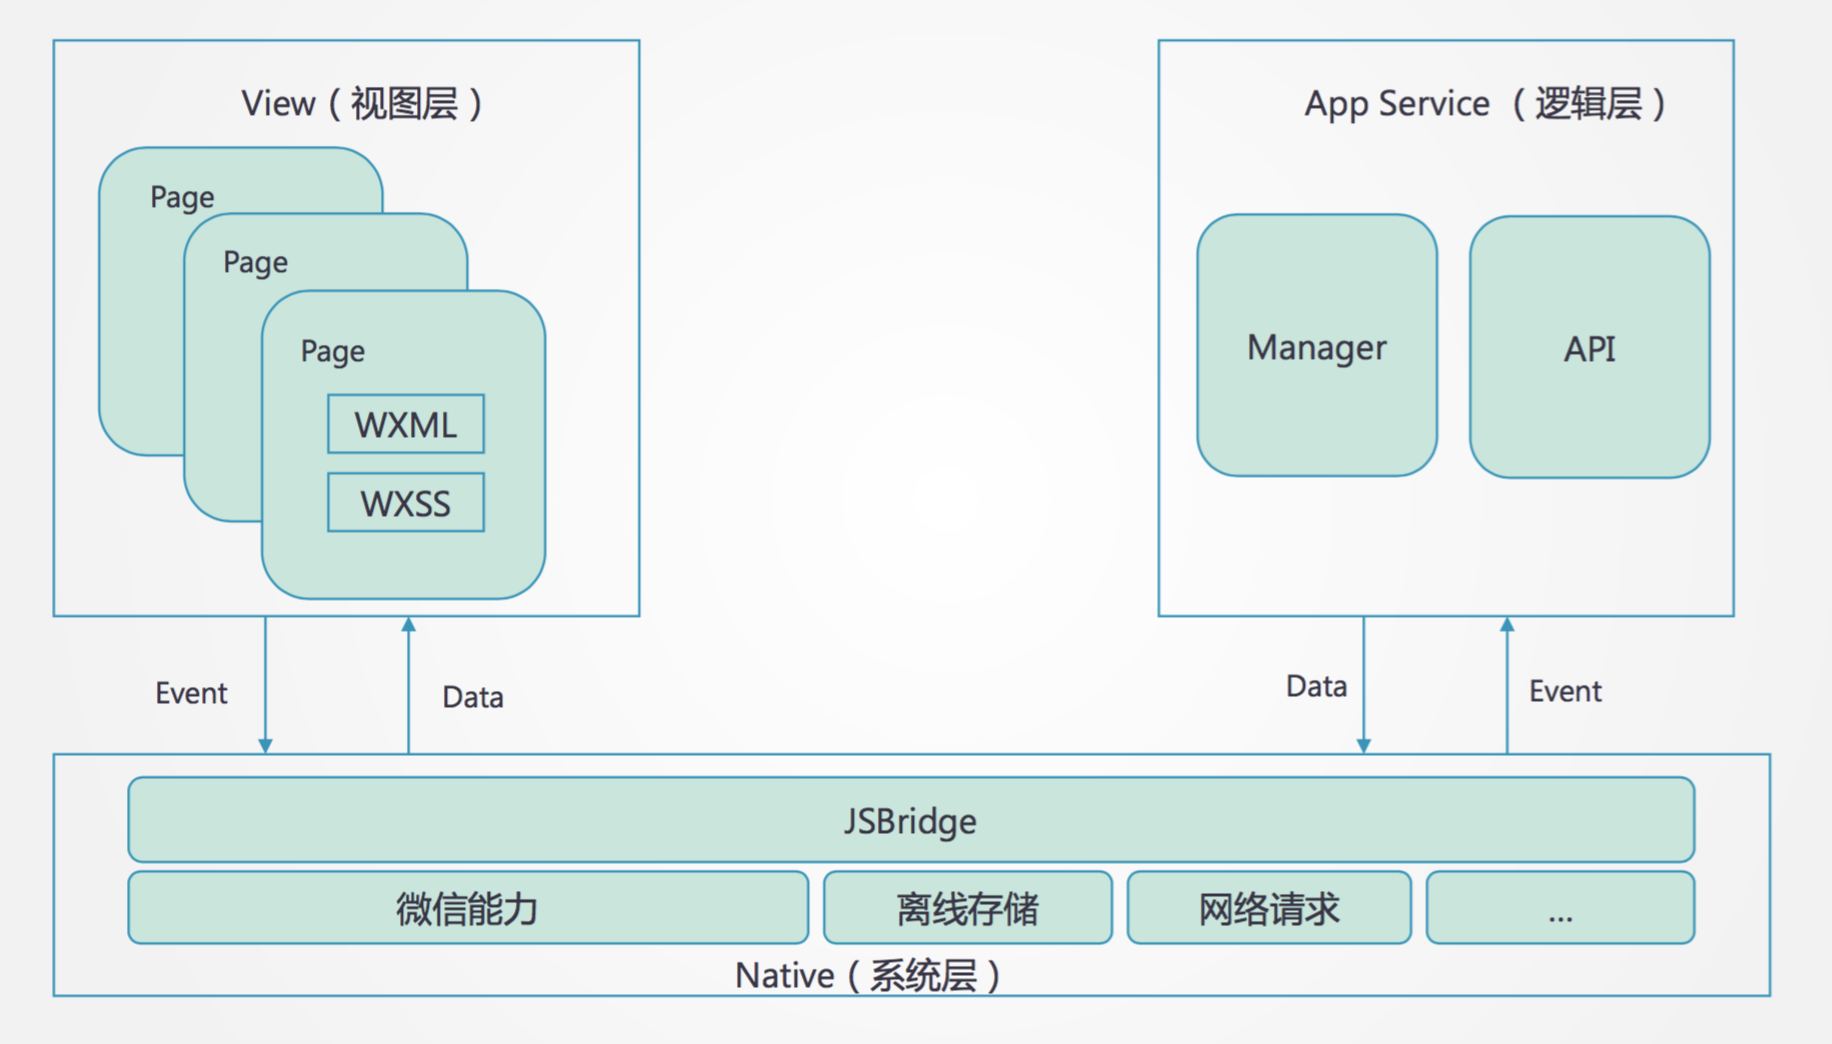 View（视图层）
Page
Page
Page
WXML
WXSS
App Service （逻辑层）
Manager
API
Event
Data
Data
Event
JSBridge
微信能力
离线存储
网络请求
...
Native（系统层）